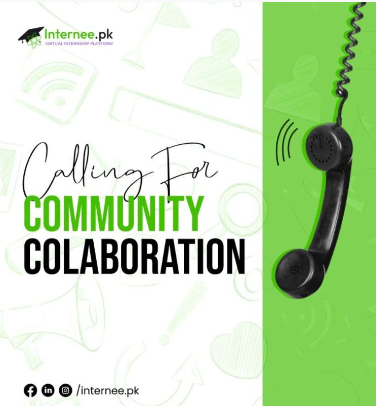 Internee.pk
VIRTUAL INTERNSHIP PLATFORM
Calling For
COMMUNITY
COLABORATION
/internee.pk